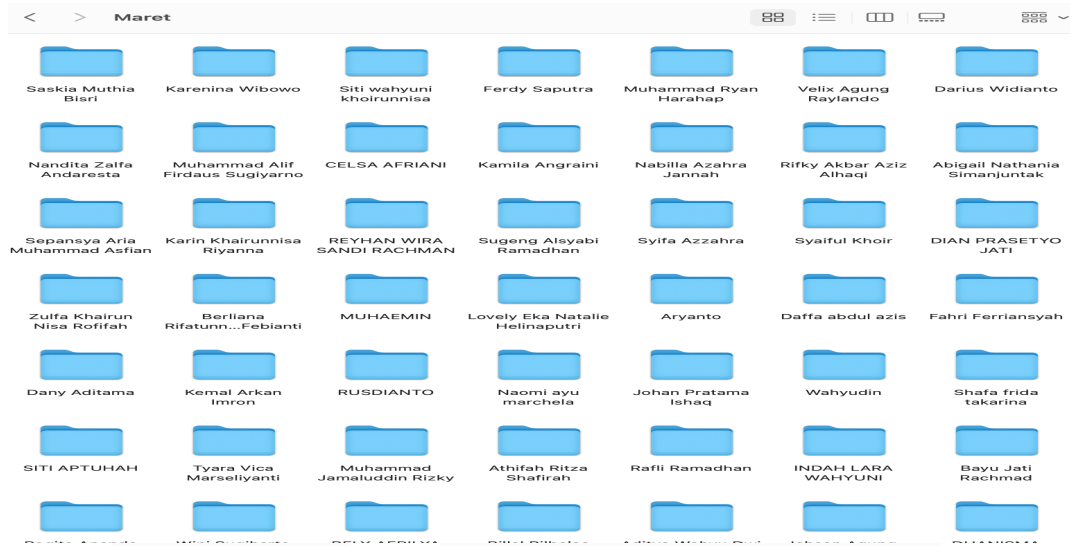 Maret
Saskia Muthia
Bisri
Karenina Wibowo
Siti wahyuni
khoirunnisa
Ferdy Saputra
Muhammad Ryan
Harahap
Velix Agung
Raylando
Darius Widianto
Nandita Zalfa
Andaresta
Muhammad Alif
Firdaus Sugiyarno
CELSA AFRIANI
Kamila Angraini
Nabilla Azahra
Jannah
Rifky Akbar Aziz
Alhaqi
Abigail Nathania
Simanjuntak
Sepansya Aria
Muhammad Asfian
Karin Khairunnisa
Riyanna
REYHAN WIRA
SANDI RACHMAN
Sugeng Alsyabi
Ramadhan
Syifa Azzahra
Syaiful Khoir
DIAN PRASETYO
JATI
Zulfa Khairun
Nisa Rofifah
Berliana
Rifatunn...Febianti
MUHAEMIN
Lovely Eka Natalie
Helinaputri
Aryanto
Daffa abdul azis
Fahri Ferriansyah
Dany Aditama
Kemal Arkan
Imron
RUSDIANTO
Naomi ayu
marchela
Johan Pratama
Ishaq
Wahyudin
Shafa frida
takarina
SITI APTUHAH
Tyara Vica
Marseliyanti
Muhammad
Jamaluddin Rizky
Athifah Ritza
Shafirah
Rafli Ramadhan
INDAH LARA
WAHYUNI
Bayu Jati
Rachmad